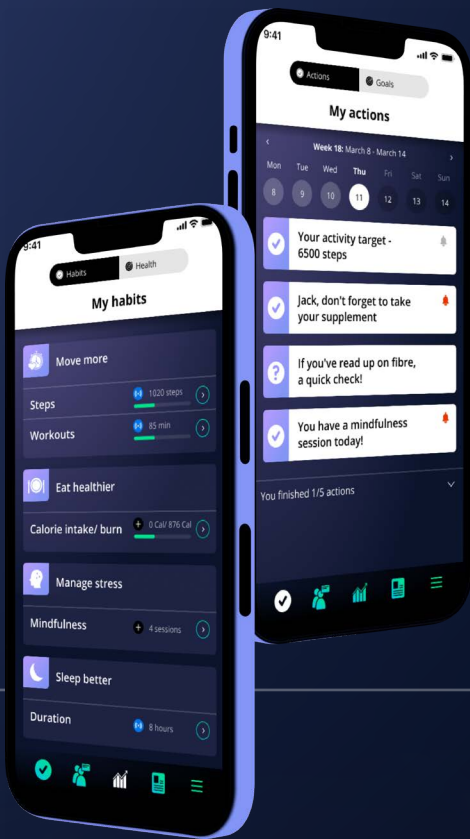 9:41
Actions
Goals
My actions
Week 18: March 8 - March 14
Mon Tue Wed Thu Fri Sat Sun
8 9 10 11 12 13 14
Your activity target -
6500 steps
Jack, don't forget to take
your supplement
If you've read up on fibre,
a quick check!
You have a mindfulness
session today!
You finished 1/5 actions
9:41
Habits
Health
My habits
Move more
Steps
1020 steps
Workouts
85 min
Eat healthier
Calorie intake/ burn
0 Cal/ 876 Cal
Manage stress
Mindfulness
4 sessions
Sleep better
Duration
8 hours